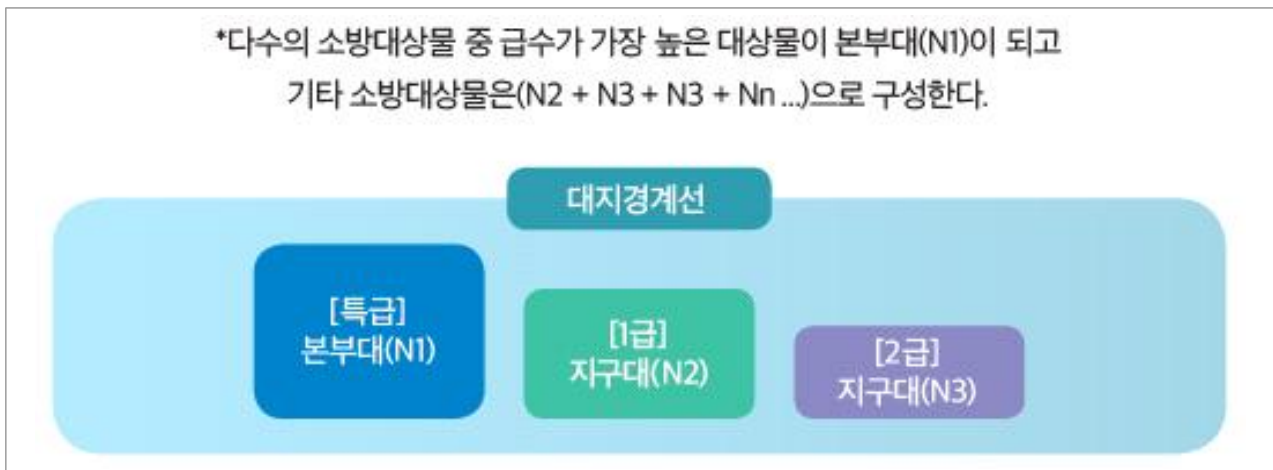 *다수의 소방대상물 중 급수가 가장 높은 대상물이 본부대(N1)이 되고
기타 소방대상물은(N2 + N3 + N3 + Nn ...)으로 구성한다.
대지경계선
[특급]
본부대(N1)
[1급]
지구대(N2)
[2급]
지구대(N3)